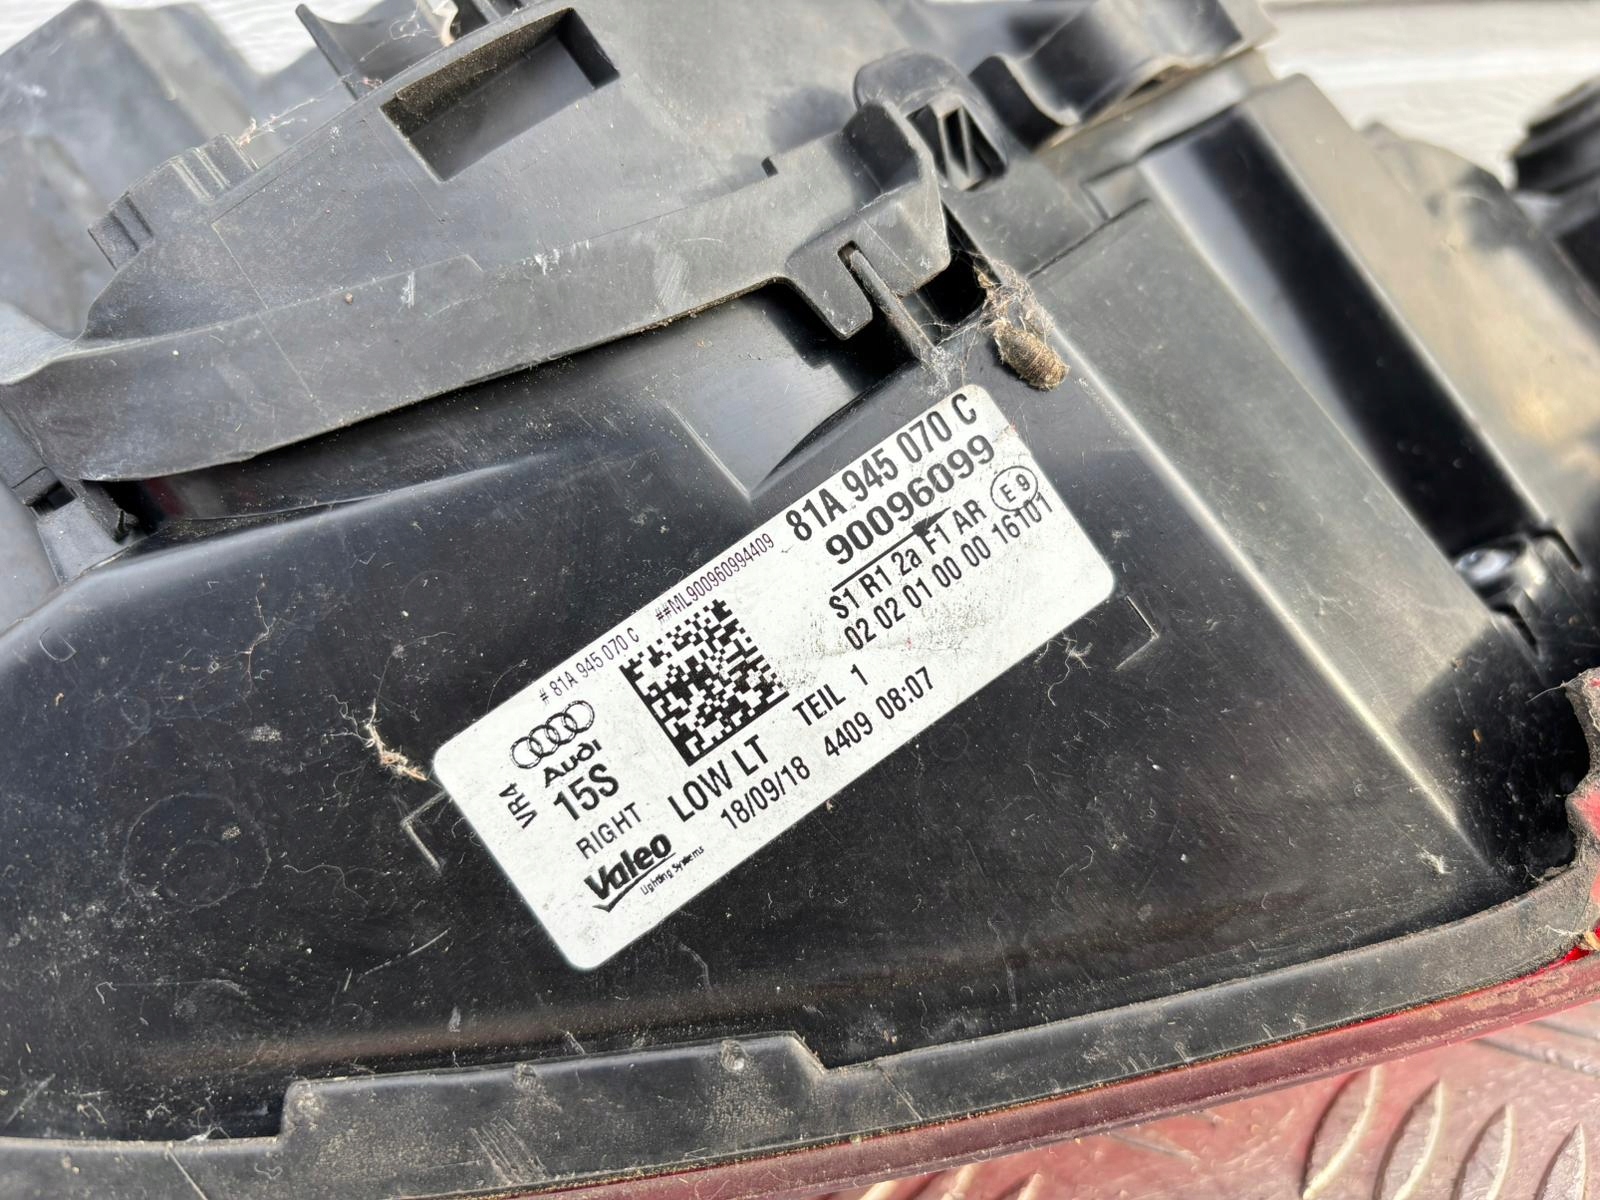 # 81A 945 070 C ##ML900960994409
81A 945 070 C
90096099
S1 R1 2a F1 AR E 9
02 02 01 00 00 16101
Audi
VR4
15S
RIGHT
LOW LT
TEIL 1
18/09/18 4409 08:07
Valeo
Lighting Systems